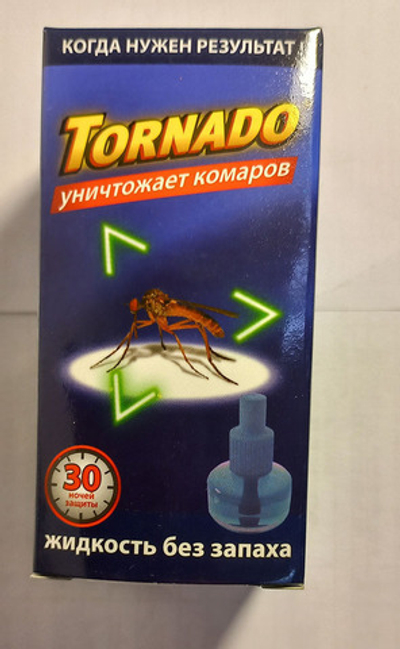 КОГДА НУЖЕН РЕЗУЛЬТАТ
TORNADO
уничтожает комаров
30
ночей
защиты
жидкость без запаха